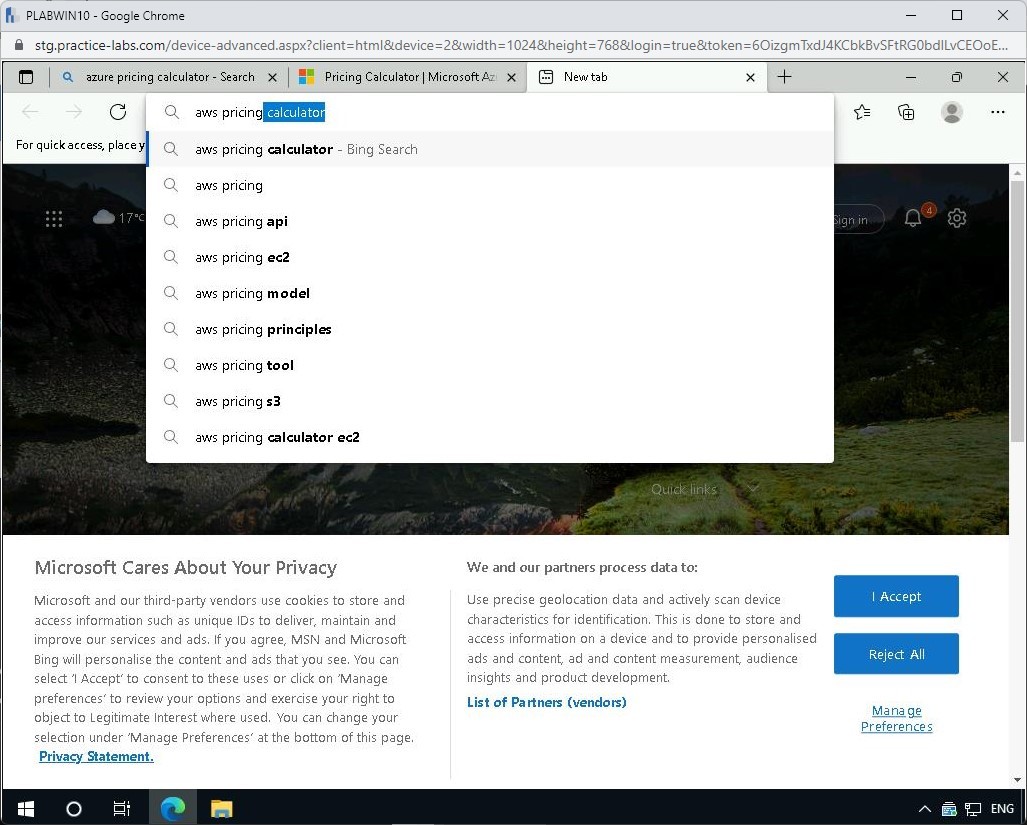 PLABWIN10 - Google Chrome
stg.practice-labs.com/device-advanced.aspx?client=html&device=2&width=1024&height=768&login=true&token=6OizgmTxdJ4KCbkBvSFtRG0bdILvCEOoE...
azure pricing calculator - Search
Pricing Calculator | Microsoft Az
New tab
aws pricing calculator
For quick access, place y
aws pricing calculator - Bing Search
aws pricing
17°C
Sign in
4
aws pricing api
aws pricing ec2
aws pricing model
aws pricing principles
aws pricing tool
aws pricing s3
aws pricing calculator ec2
Quick links
Microsoft Cares About Your Privacy
Microsoft and our third-party vendors use cookies to store and
access information such as unique IDs to deliver, maintain and
improve our services and ads. If you agree, MSN and Microsoft
Bing will personalise the content and ads that you see. You can
select ‘I Accept’ to consent to these uses or click on ‘Manage
preferences’ to review your options and exercise your right to
object to Legitimate Interest where used. You can change your
selection under ‘Manage Preferences’ at the bottom of this page.
Privacy Statement.
We and our partners process data to:
Use precise geolocation data and actively scan device
characteristics for identification. This is done to store and
access information on a device and to provide personalised
ads and content, ad and content measurement, audience
insights and product development.
List of Partners (vendors)
I Accept
Reject All
Manage
Preferences
ENG